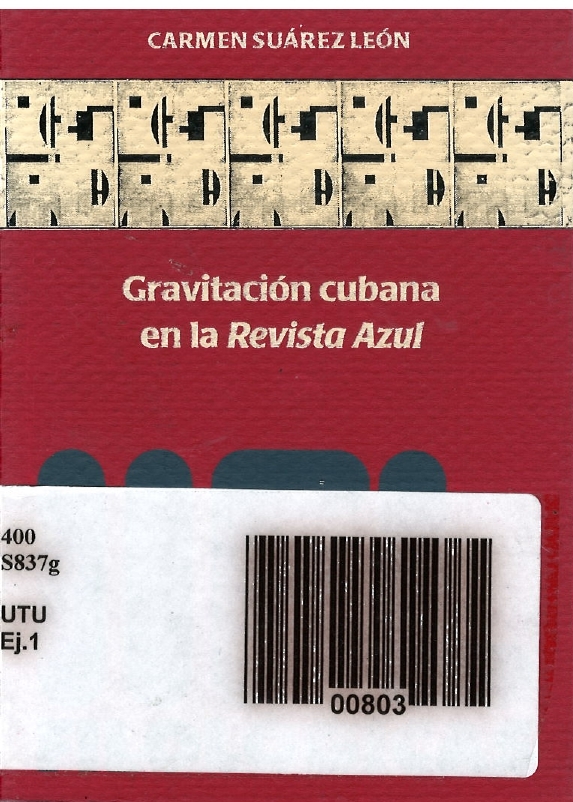 CARMEN SUÁREZ LEÓN
Gravitación cubana
en la Revista Azul
400
S837g
UTU
Ej.1
00803